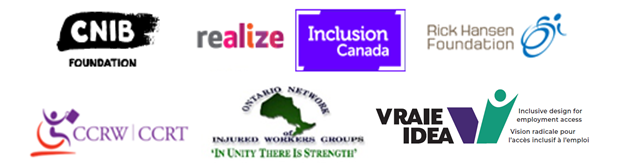 CNIB
FOUNDATION
realize
Inclusion
Canada
Rick Hansen
Foundation
CCRW | CCRT
ONTARIO NETWORK
of
INJURED WORKERS GROUPS
'IN UNITY THERE IS STRENGTH'
VRAIE
IDEA
Inclusive design for
employment access
Vision radicale pour
l'accès inclusif à l'emploi